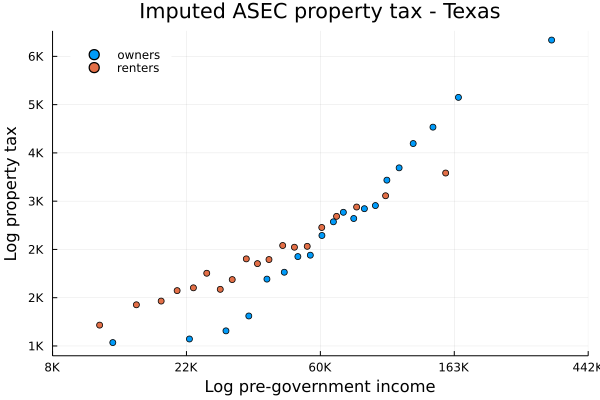 Imputed ASEC property tax - Texas
owners
renters
6K
5K
4K
3K
2K
2K
1K
Log property tax
8K
22K
60K
163K
442K
Log pre-government income